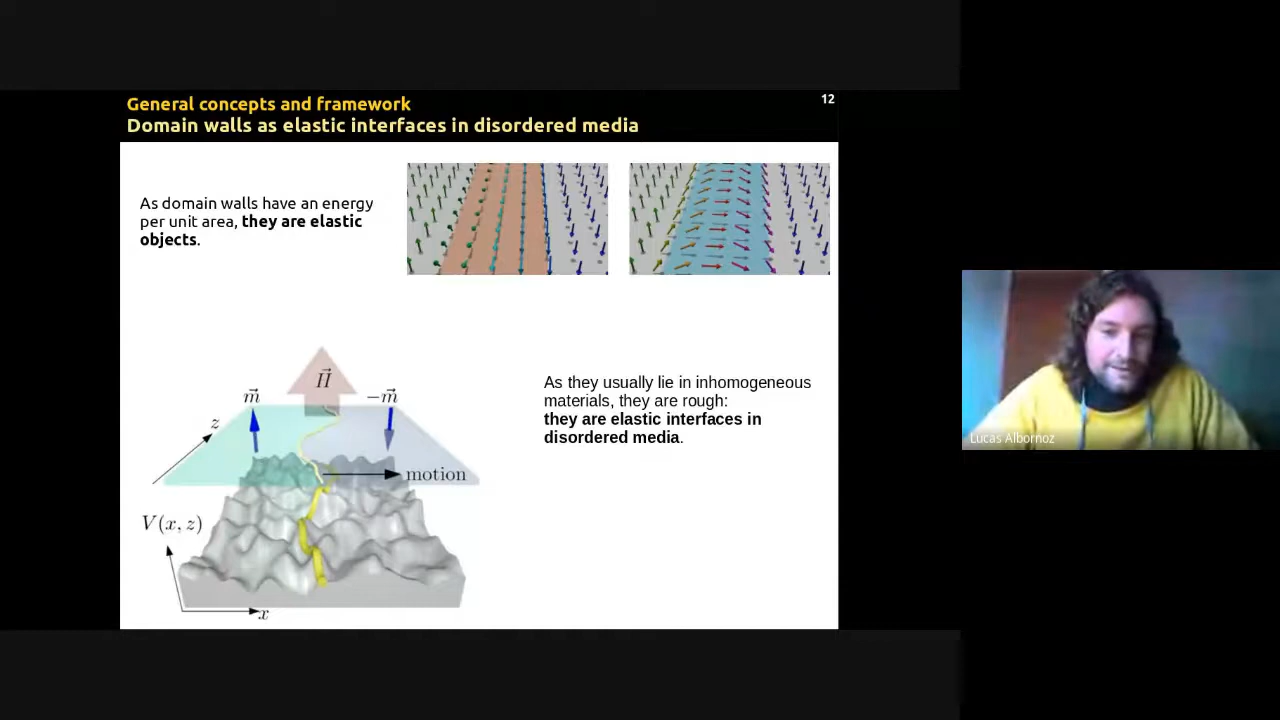 General concepts and framework
12
Domain walls as elastic interfaces in disordered media
As domain walls have an energy
per unit area, they are elastic
objects.
H⃗
m⃗
−m⃗
z
motion
V(x, z)
x
As they usually lie in inhomogeneous
materials, they are rough:
they are elastic interfaces in
disordered media.
Lucas Albornoz